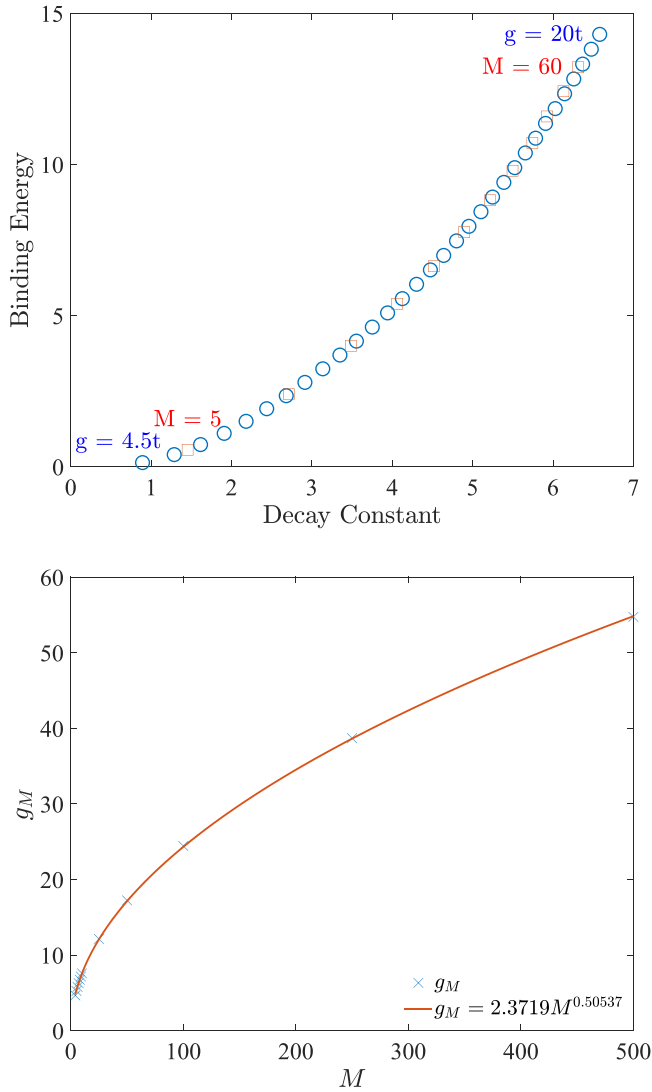 15
g = 20t
M = 60
10
Binding Energy
5
M = 5
g = 4.5t
0
0 1 2 3 4 5 6 7
Decay Constant
60
50
40
30
g_M
20
10
g_M
g_M = 2.3719M^{0.50537}
0
0 100 200 300 400 500
M